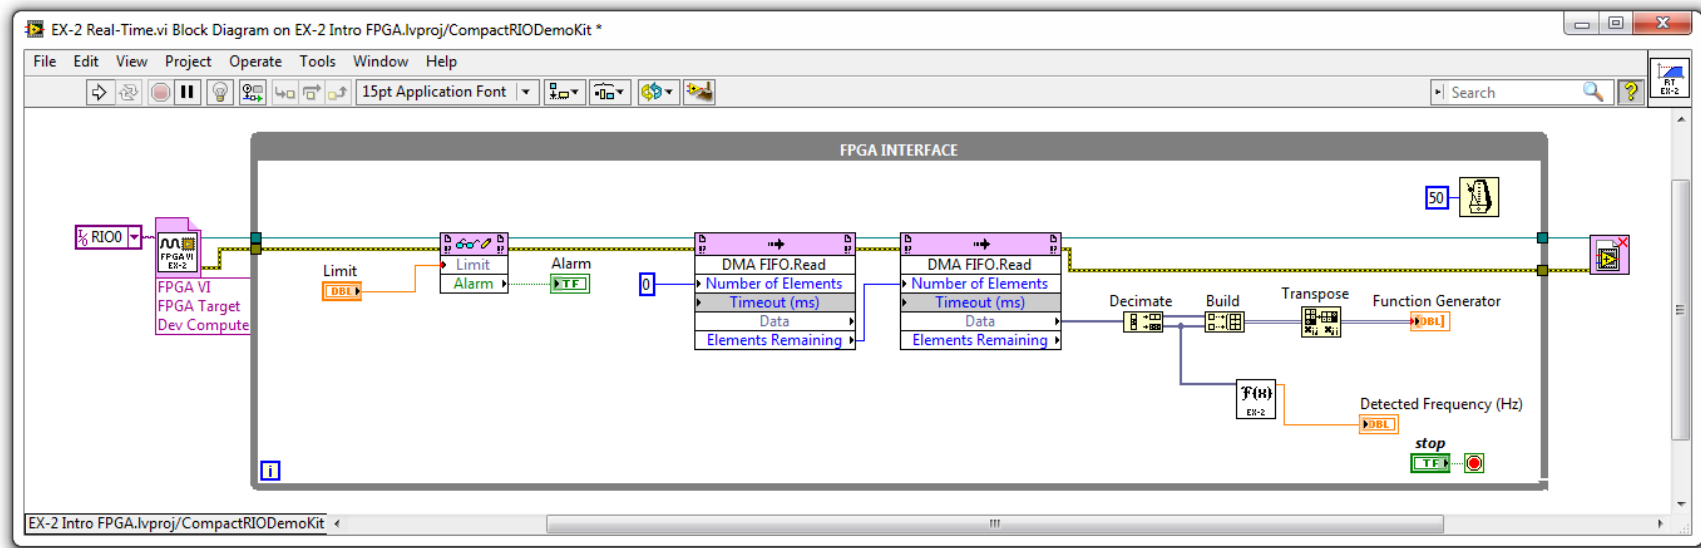 EX-2 Real-Time.vi Block Diagram on EX-2 Intro FPGA.lvproj/CompactRIODemoKit *
File Edit View Project Operate Tools Window Help
15pt Application Font
Search
RT
EX-2
FPGA INTERFACE
50
RIO0
FPGA VI
EX-2
FPGA VI
FPGA Target
Dev Compute
Limit
DBL
Limit
Alarm
Alarm
TF
0
DMA FIFO.Read
Number of Elements
Timeout (ms)
Data
Elements Remaining
DMA FIFO.Read
Number of Elements
Timeout (ms)
Data
Elements Remaining
Decimate
Build
Transpose
Function Generator
DBL]
F(x)
EX-2
Detected Frequency (Hz)
DBL
stop
TF
i
EX-2 Intro FPGA.lvproj/CompactRIODemoKit